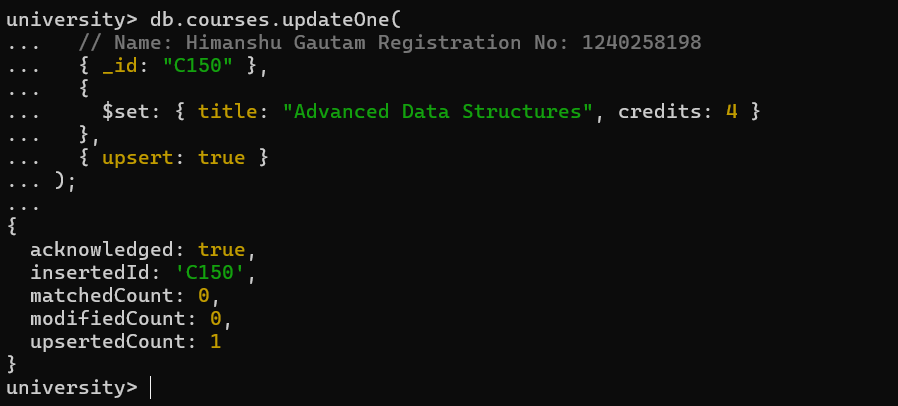 university> db.courses.updateOne(
...   // Name: Himanshu Gautam Registration No: 1240258198
...   { _id: "C150" },
...   {
...     $set: { title: "Advanced Data Structures", credits: 4 }
...   },
...   { upsert: true }
... );
...
{
  acknowledged: true,
  insertedId: 'C150',
  matchedCount: 0,
  modifiedCount: 0,
  upsertedCount: 1
}
university>